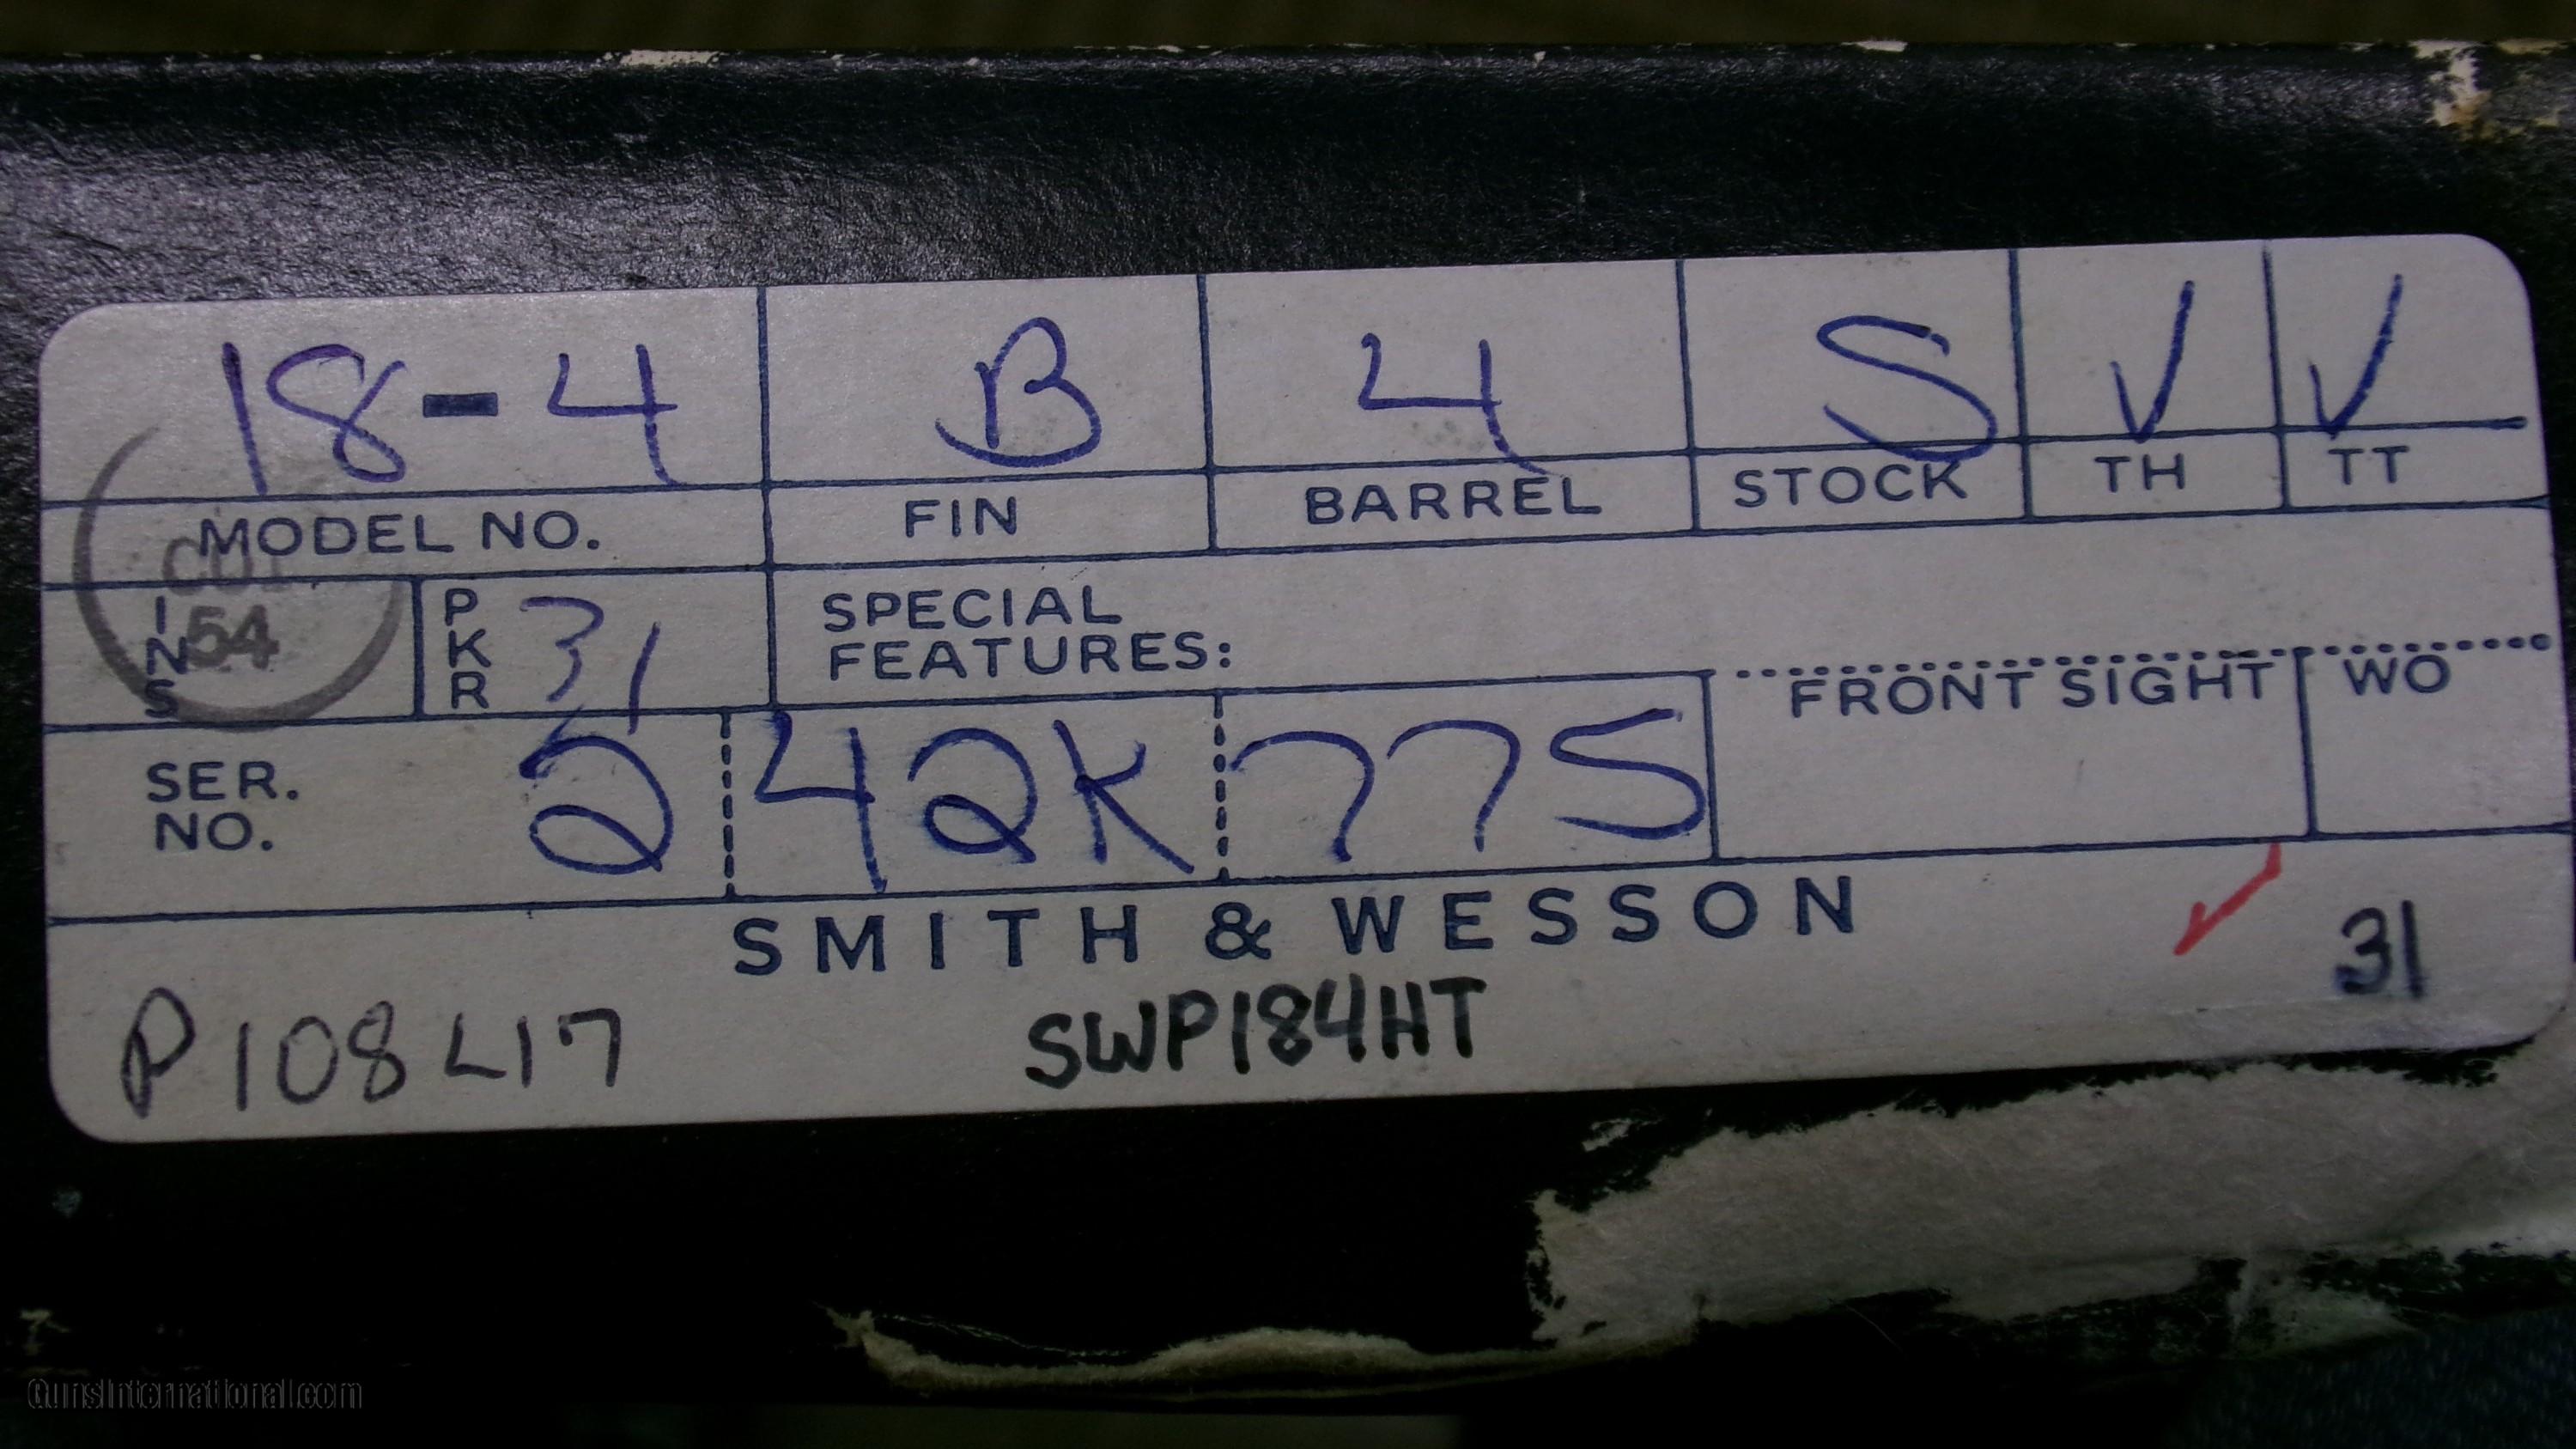 18-4 B 4 S ✓ ✓
MODEL NO. FIN BARREL STOCK TH TT
INS 54 PKR 31 SPECIAL
FEATURES:
FRONT SIGHT WO
SER.
NO. 2 42K 775
SMITH & WESSON
✓ 31
P108L17 SWP184HT
GunsInternational.com